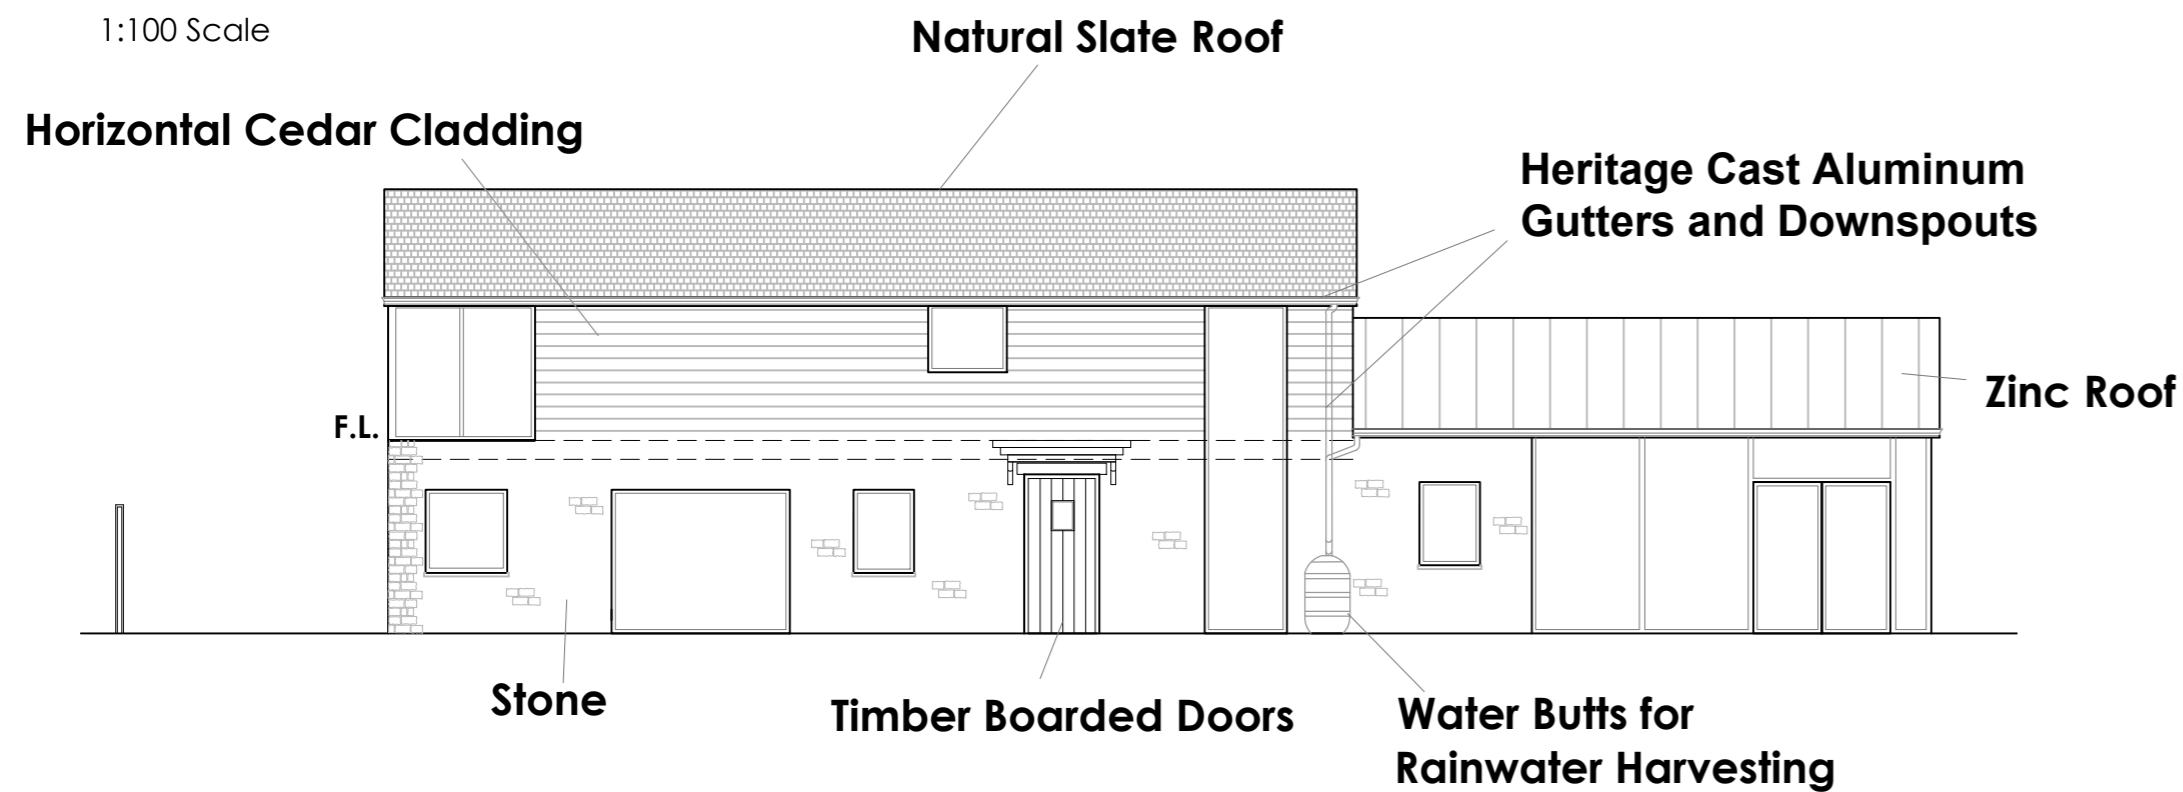 1:100 Scale
Natural Slate Roof
Horizontal Cedar Cladding
Heritage Cast Aluminum
Gutters and Downspouts
Zinc Roof
F.L.
Stone
Timber Boarded Doors
Water Butts for
Rainwater Harvesting